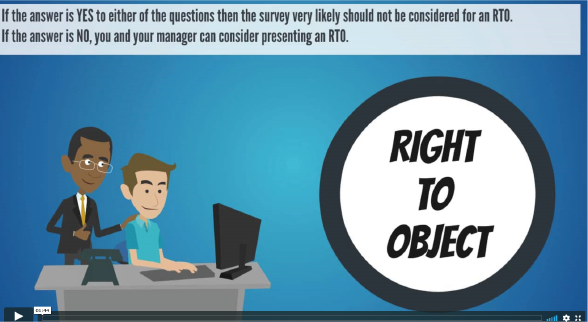 If the answer is YES to either of the questions then the survey very likely should not be considered for an RTO.
If the answer is NO, you and your manager can consider presenting an RTO.
RIGHT
TO
OBJECT
01:44